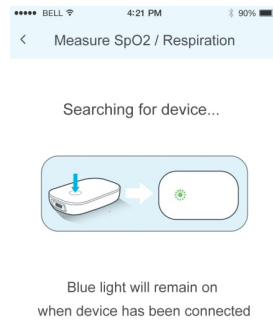 BELL 4:21 PM 90%
Measure SpO2 / Respiration
Searching for device...
Blue light will remain on
when device has been connected